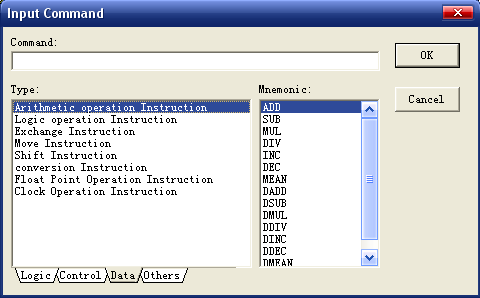 Input Command
Command:
OK
Cancel
Type:
Arithmetic operation Instruction
Logic operation Instruction
Exchange Instruction
Move Instruction
Shift Instruction
conversion Instruction
Float Point Operation Instruction
Clock Operation Instruction
Mnemonic:
ADD
SUB
MUL
DIV
INC
DEC
MEAN
DADD
DSUB
DMUL
DDIV
DINC
DDEC
DMEAN
Logic Control Data Others